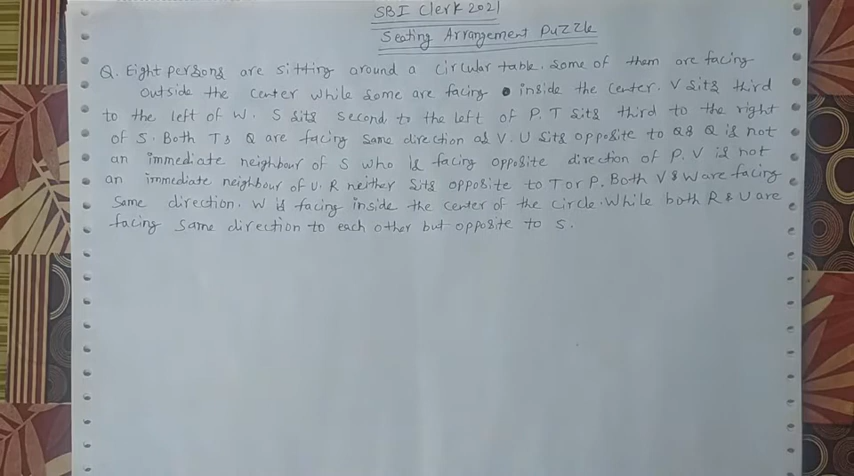 SBI Clerk 2021
Seating Arrangement Puzzle
Q. Eight persons are sitting around a circular table. Some of them are facing
outside the center while some are facing inside the center. V sits third
to the left of W. S sits second to the left of P. T sits third to the right
of S. Both T & Q are facing same direction as V. U sits opposite to Q & Q is not
an immediate neighbour of S who is facing opposite direction of P. V is not
an immediate neighbour of U. R neither sits opposite to T or P. Both V & W are facing
same direction. W is facing inside the center of the circle. While both R & U are
facing same direction to each other but opposite to S.